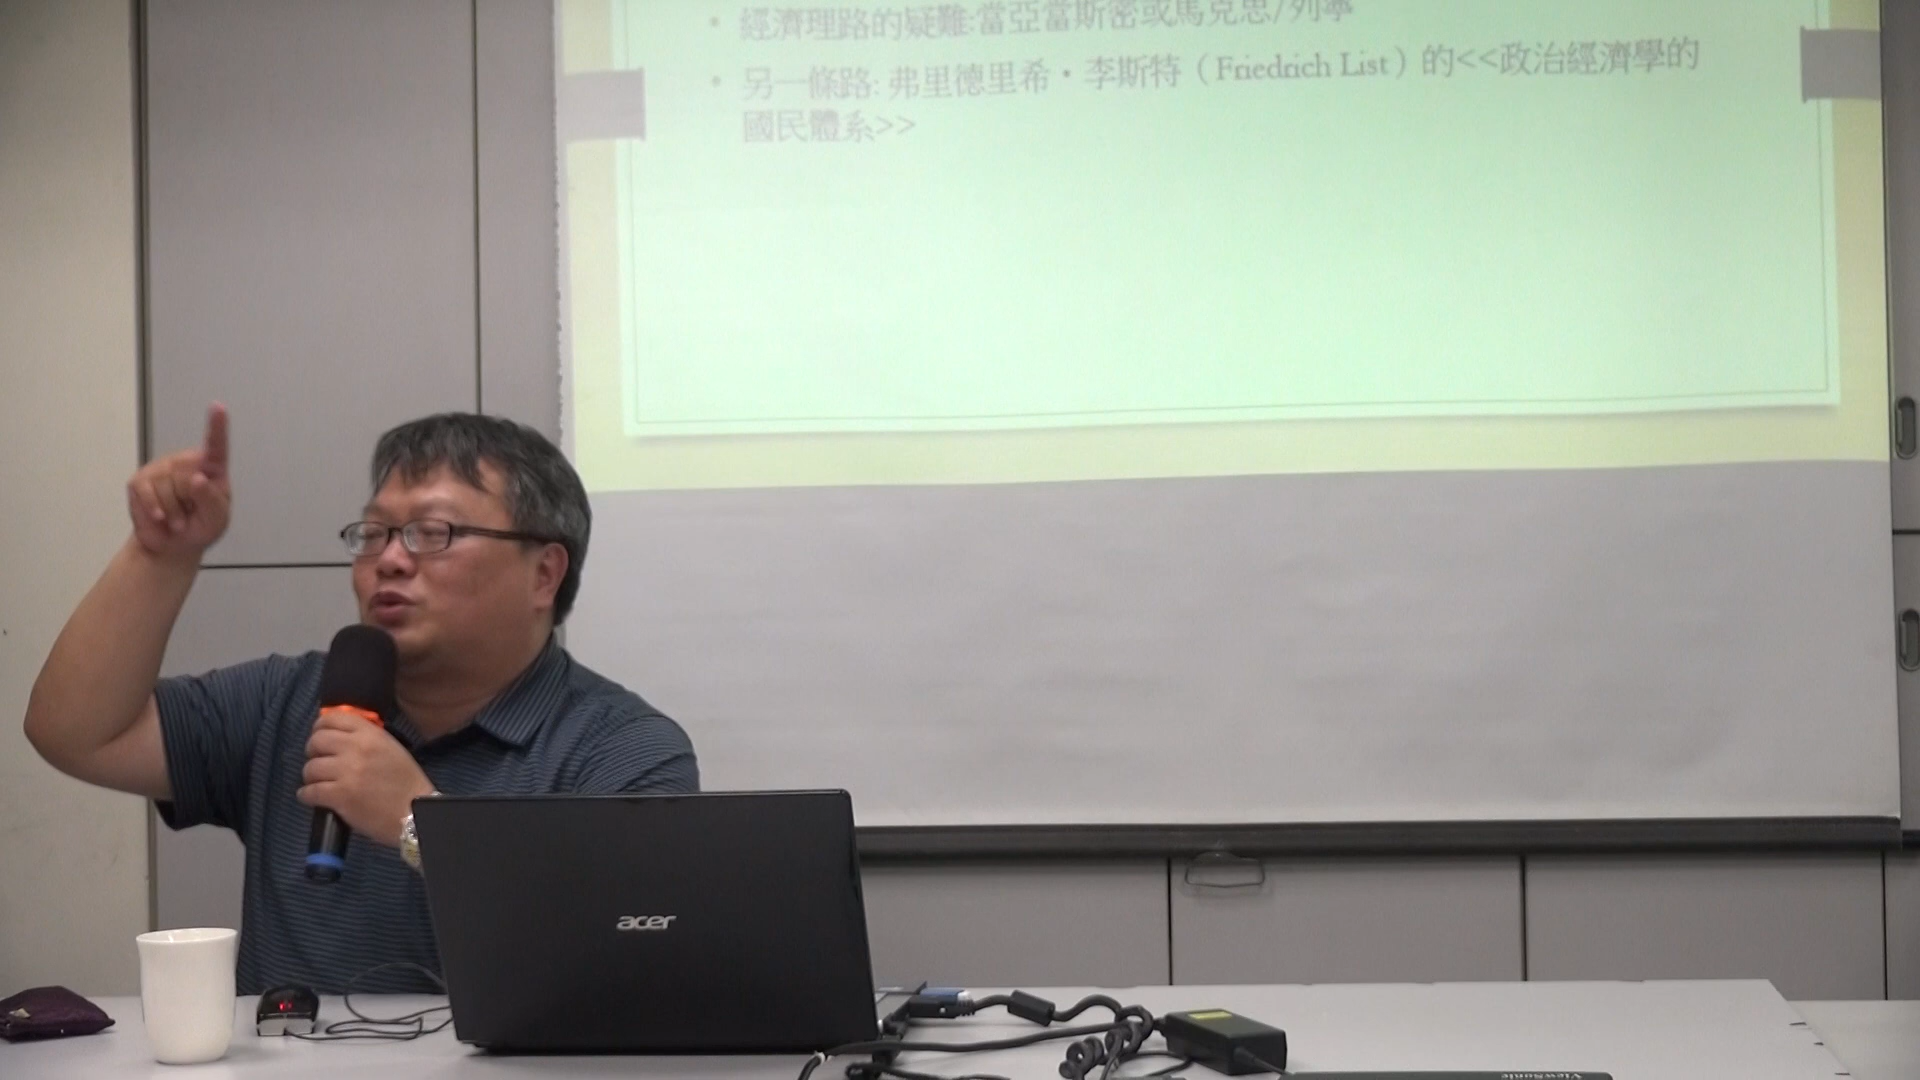 • 經濟理路的疑難:當亞當斯密或馬克思/列寧
• 另一條路: 弗里德里希·李斯特（Friedrich List）的<<政治經濟學的
國民體系>>
acer
ViewSonic